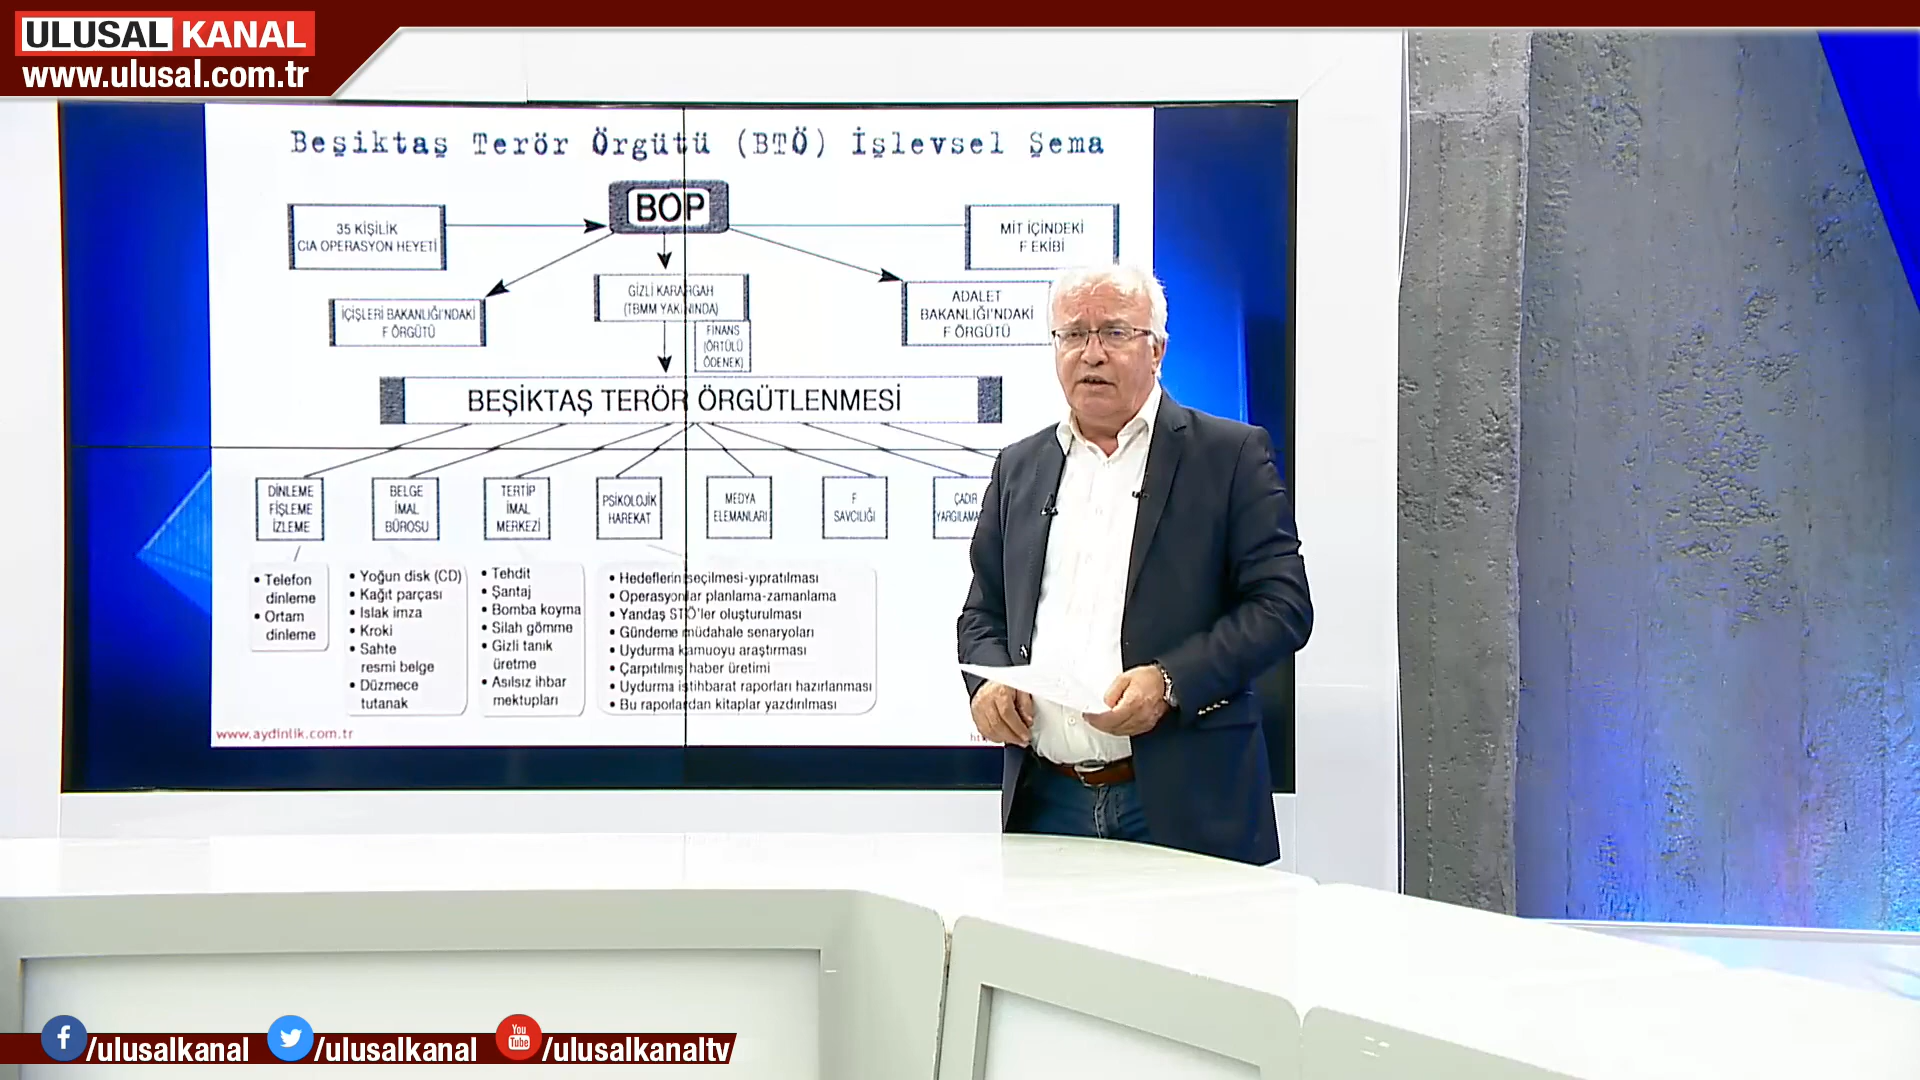 ULUSAL KANAL
www.ulusal.com.tr
Beşiktaş Terör Örgütü (BTÖ) İşlevsel Şema
BOP
35 KİŞİLİK
CIA OPERASYON HEYETİ
MİT İÇİNDEKİ
F EKİBİ
İÇİŞLERİ BAKANLIĞI'NDAKİ
F ÖRGÜTÜ
GİZLİ KARARGAH
(TBMM YAKININDA)
ADALET
BAKANLIĞI'NDAKİ
F ÖRGÜTÜ
FİNANS
(ÖRTÜLÜ
ÖDENEK)
BEŞİKTAŞ TERÖR ÖRGÜTLENMESİ
DİNLEME
FİŞLEME
İZLEME
BELGE
İMAL
BÜROSU
TERTİP
İMAL
MERKEZİ
PSİKOLOJİK
HAREKAT
MEDYA
ELEMANLARI
F
SAVCILIĞI
ÇADIR
• Telefon
dinleme
• Ortam
dinleme
• Yoğun disk (CD)
• Kağıt parçası
• Islak imza
• Kroki
• Sahte
resmi belge
• Düzmece
tutanak
• Tehdit
• Şantaj
• Bomba koyma
• Silah gömme
• Gizli tanık
üretme
• Asılsız ihbar
mektupları
• Hedeflerin seçilmesi-yıpratılması
• Operasyonlar planlama-zamanlama
• Yandaş STÖ'ler oluşturulması
• Gündeme müdahale senaryoları
• Uydurma kamuoyu araştırması
• Çarpıtılmış haber üretimi
• Uydurma istihbarat raporları hazırlanması
• Bu raporlardan kitaplar yazdırılması
www.aydinlik.com.tr
/ulusalkanal
/ulusalkanal
You
Tube
/ulusalkanaltv